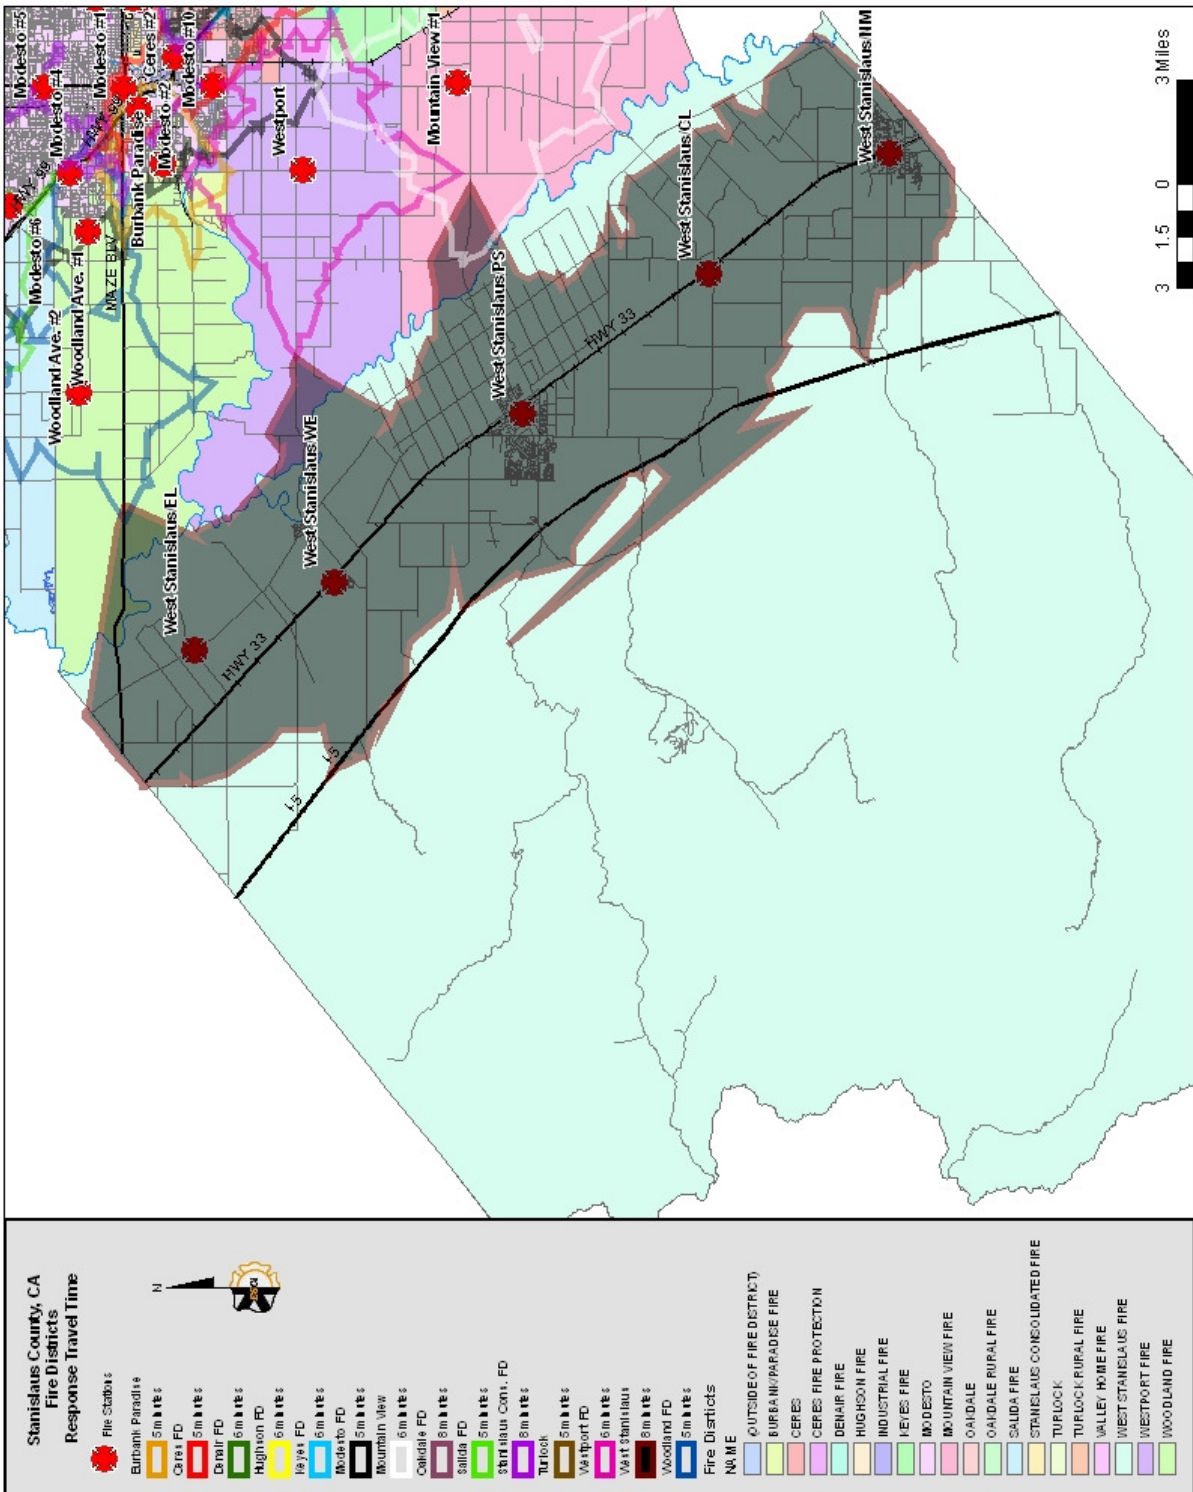 Stanislaus County, CA
Fire Districts
Response Travel Time
Fire Stations
N
Burbank Paradise
5 minutes
Ceres FD
5 minutes
Denair FD
6 minutes
Hughson FD
6 minutes
Keyes FD
6 minutes
Modesto FD
5 minutes
Mountain View
6 minutes
Oakdale FD
8 minutes
Salida FD
5 minutes
Stanislaus Cons. FD
8 minutes
Turlock
5 minutes
Westport FD
6 minutes
West Stanislaus
8 minutes
Woodland FD
5 minutes
Fire Districts
NAME
(OUTSIDE OF FIRE DISTRICT)
BURBANK/PARADISE FIRE
CERES
CERES FIRE PROTECTION
DENAIR FIRE
HUGHSON FIRE
INDUSTRIAL FIRE
KEYES FIRE
MODESTO
MOUNTAIN VIEW FIRE
OAKDALE
OAKDALE RURAL FIRE
SALIDA FIRE
STANISLAUS CONSOLIDATED FIRE
TURLOCK
TURLOCK RURAL FIRE
VALLEY HOME FIRE
WEST STANISLAUS FIRE
WESTPORT FIRE
WOODLAND FIRE
Modesto #5
Modesto #4
Modesto #1
Ceres #2
Modesto #10
Modesto #2
Burbank Paradise
Modesto #6
Woodland Ave. #1
Woodland Ave. #2
MAZE BLV
HWY 99
Westport
Mountain View #1
West Stanislaus EL
West Stanislaus WE
West Stanislaus PS
West Stanislaus CL
West Stanislaus NM
HWY 33
HWY 33
I-5
I-5
3 1.5 0 3 Miles